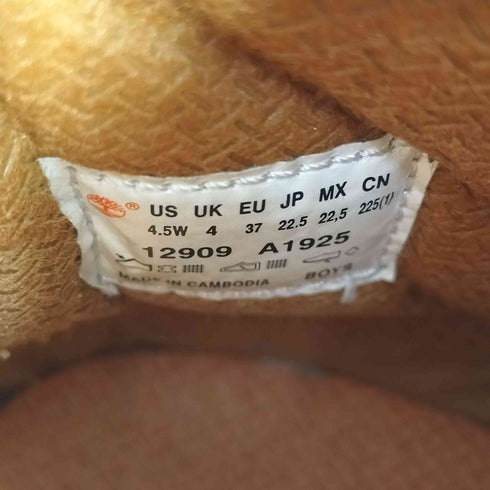 US UK EU JP MX CN
4.5W 4 37 22.5 22,5 225(1)
12909 A1925
MADE IN CAMBODIA BOYS